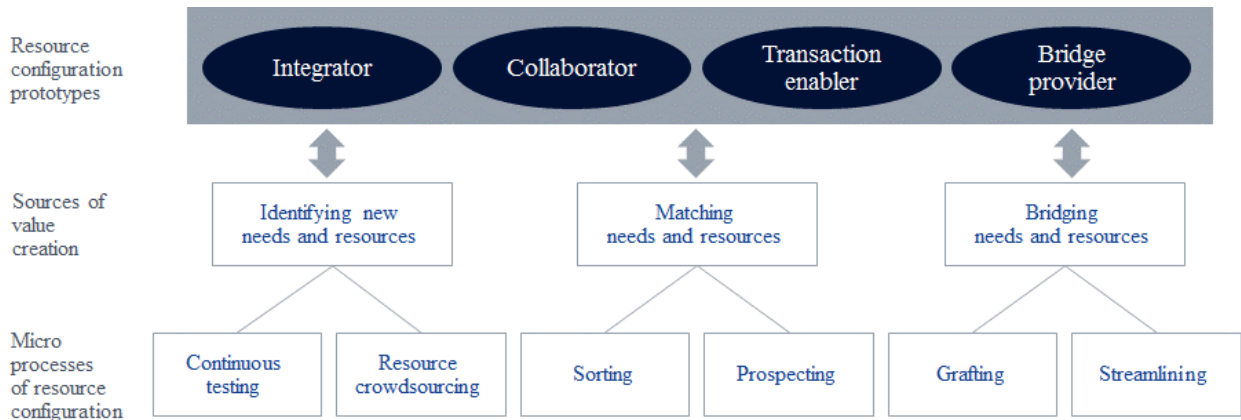 Resource
configuration
prototypes
Integrator
Collaborator
Transaction
enabler
Bridge
provider
Sources of
value
creation
Identifying new
needs and resources
Matching
needs and resources
Bridging
needs and resources
Micro
processes
of resource
configuration
Continuous
testing
Resource
crowdsourcing
Sorting
Prospecting
Grafting
Streamlining